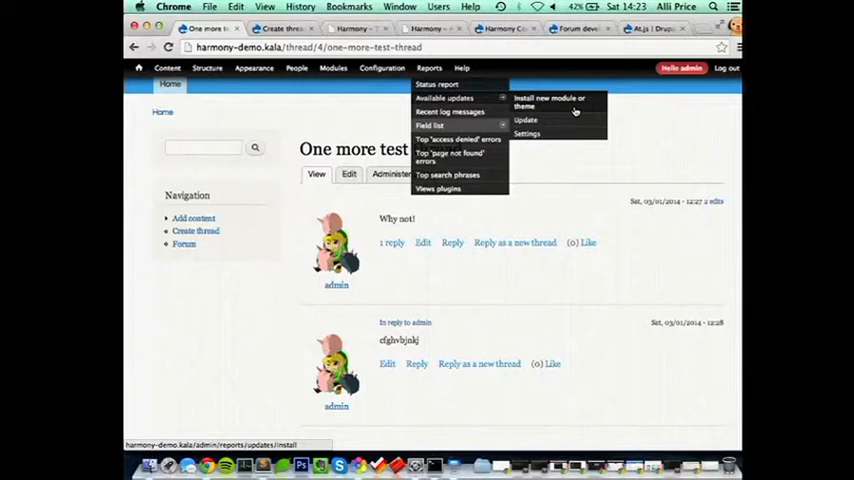 Chrome File Edit View History Bookmarks Window Users Help 42% Sat 14:23 Alli Price
One more te × Create threa × Harmony – × Harmony - × Harmony Co × Forum deve × At.js | Drup ×
harmony-demo.kala/thread/4/one-more-test-thread
Content Structure Appearance People Modules Configuration Reports Help Hello admin Log out
Home
Status report
Available updates
Install new module or theme
Recent log messages
Update
Field list
Settings
Top 'access denied' errors
Top 'page not found' errors
Top search phrases
Views plugins
Home
One more test
View Edit Administer
Navigation
Add content
Create thread
Forum
Sat, 03/01/2014 - 12:27 2 edits
Why not!
1 reply Edit Reply Reply as a new thread (0) Like
admin
In reply to admin
Sat, 03/01/2014 - 12:28
cfghvbjnkj
Edit Reply Reply as a new thread (0) Like
admin
harmony-demo.kala/admin/reports/updates/install